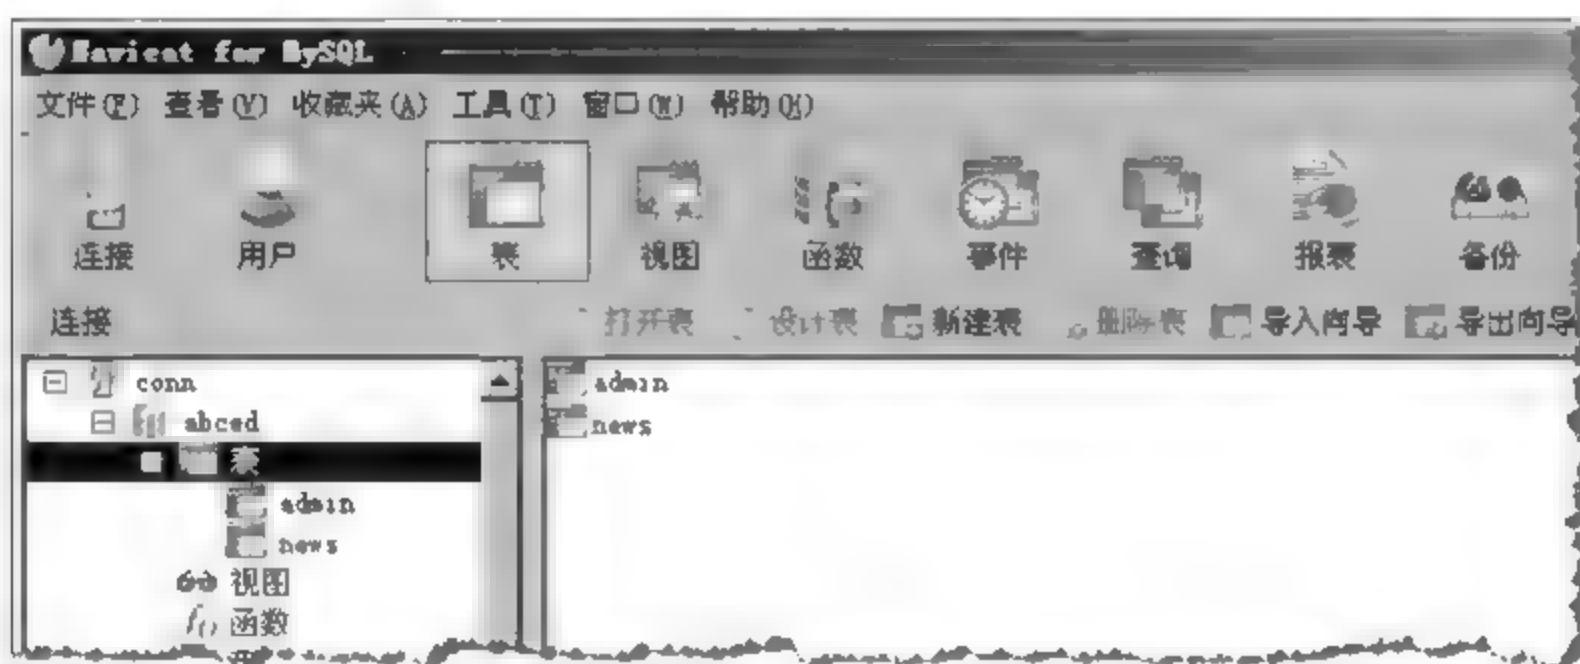 Navicat for MySQL
文件(F) 查看(V) 收藏夹(A) 工具(T) 窗口(W) 帮助(H)
连接 用户 表 视图 函数 事件 查询 报表 备份
连接 打开表 设计表 新建表 删除表 导入向导 导出向导
conn
abced
表
admin
news
视图
函数
admin
news